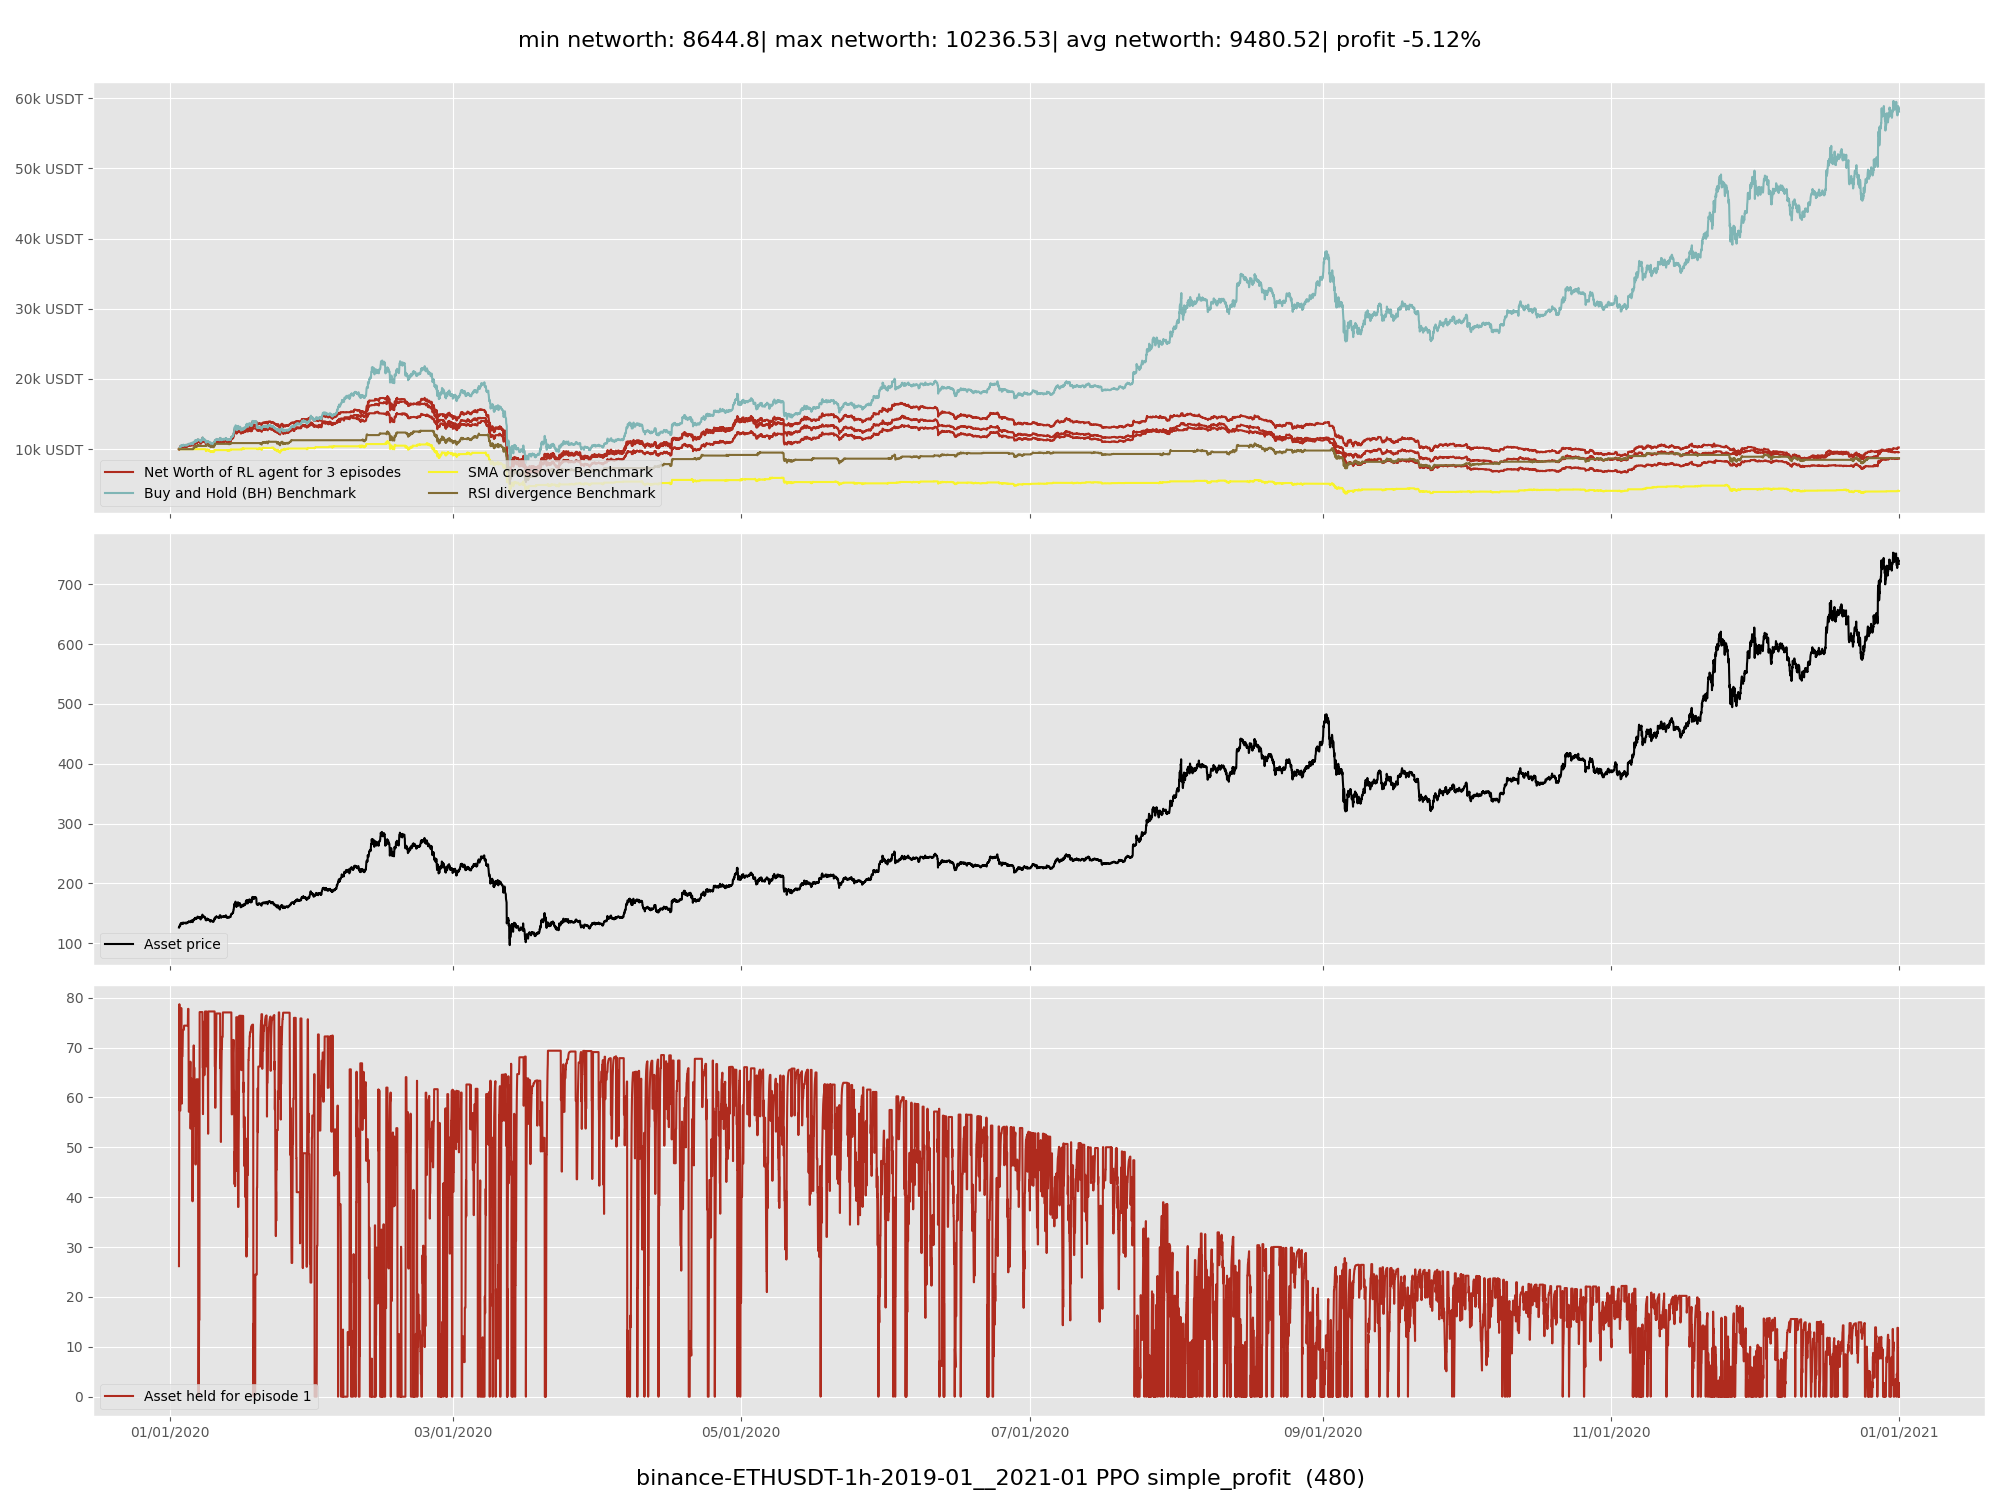 min networth: 8644.8| max networth: 10236.53| avg networth: 9480.52| profit -5.12%
60k USDT
50k USDT
40k USDT
30k USDT
20k USDT
10k USDT
Net Worth of RL agent for 3 episodes
Buy and Hold (BH) Benchmark
SMA crossover Benchmark
RSI divergence Benchmark
700
600
500
400
300
200
100
Asset price
80
70
60
50
40
30
20
10
0
Asset held for episode 1
01/01/2020 03/01/2020 05/01/2020 07/01/2020 09/01/2020 11/01/2020 01/01/2021
binance-ETHUSDT-1h-2019-01__2021-01 PPO simple_profit (480)